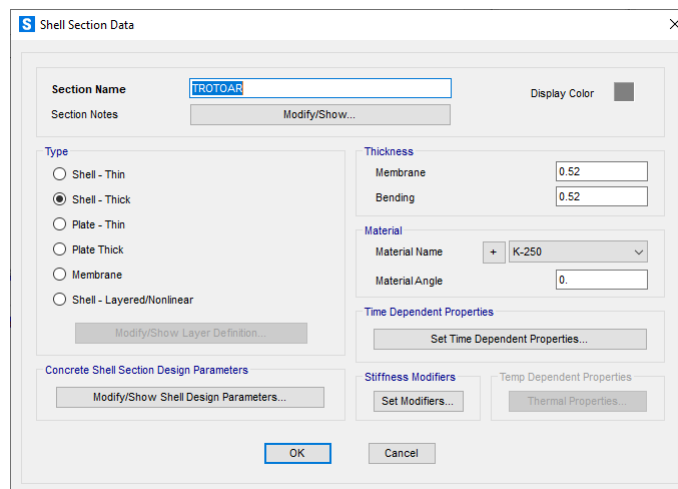 S Shell Section Data
Section Name TROTOAR Display Color
Section Notes Modify/Show...
Type
Shell - Thin
Shell - Thick
Plate - Thin
Plate Thick
Membrane
Shell - Layered/Nonlinear
Modify/Show Layer Definition...
Concrete Shell Section Design Parameters
Modify/Show Shell Design Parameters...
Thickness
Membrane 0.52
Bending 0.52
Material
Material Name + K-250
Material Angle 0.
Time Dependent Properties
Set Time Dependent Properties...
Stiffness Modifiers
Set Modifiers...
Temp Dependent Properties
Thermal Properties...
OK Cancel